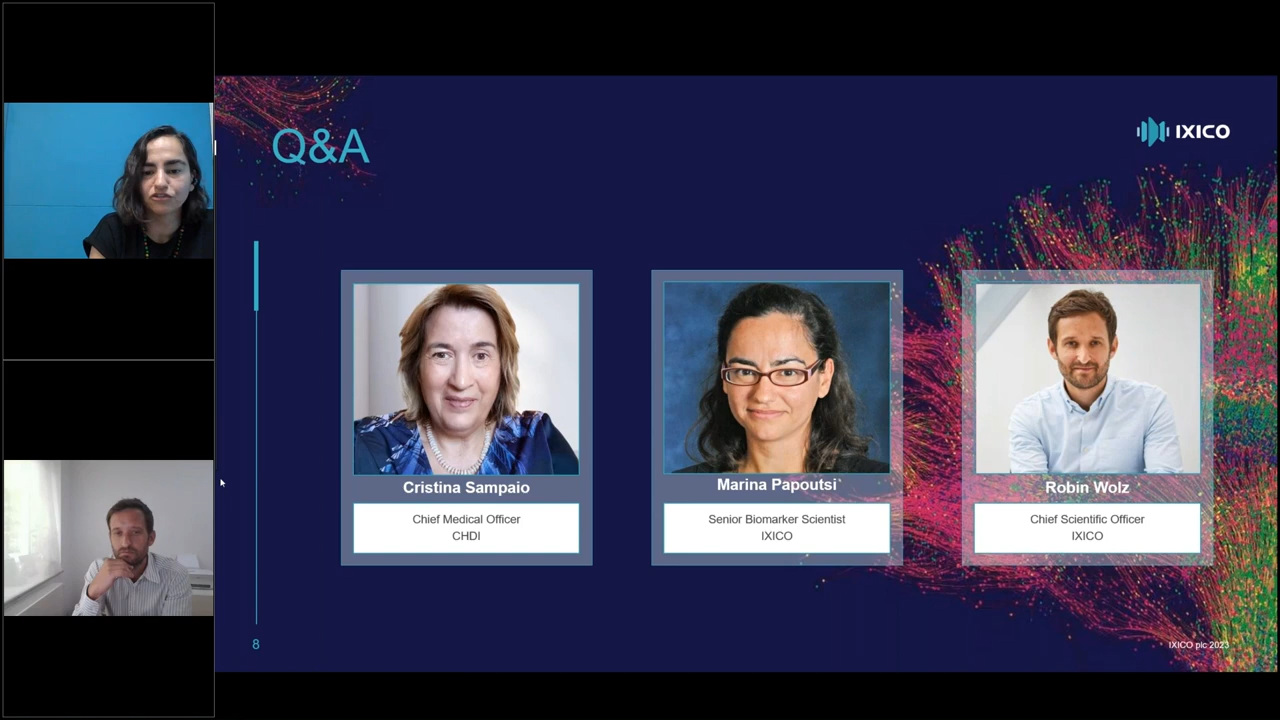 Q&A
IXICO
Cristina Sampaio
Chief Medical Officer
CHDI
Marina Papoutsi
Senior Biomarker Scientist
IXICO
Robin Wolz
Chief Scientific Officer
IXICO
8
IXICO plc 2023